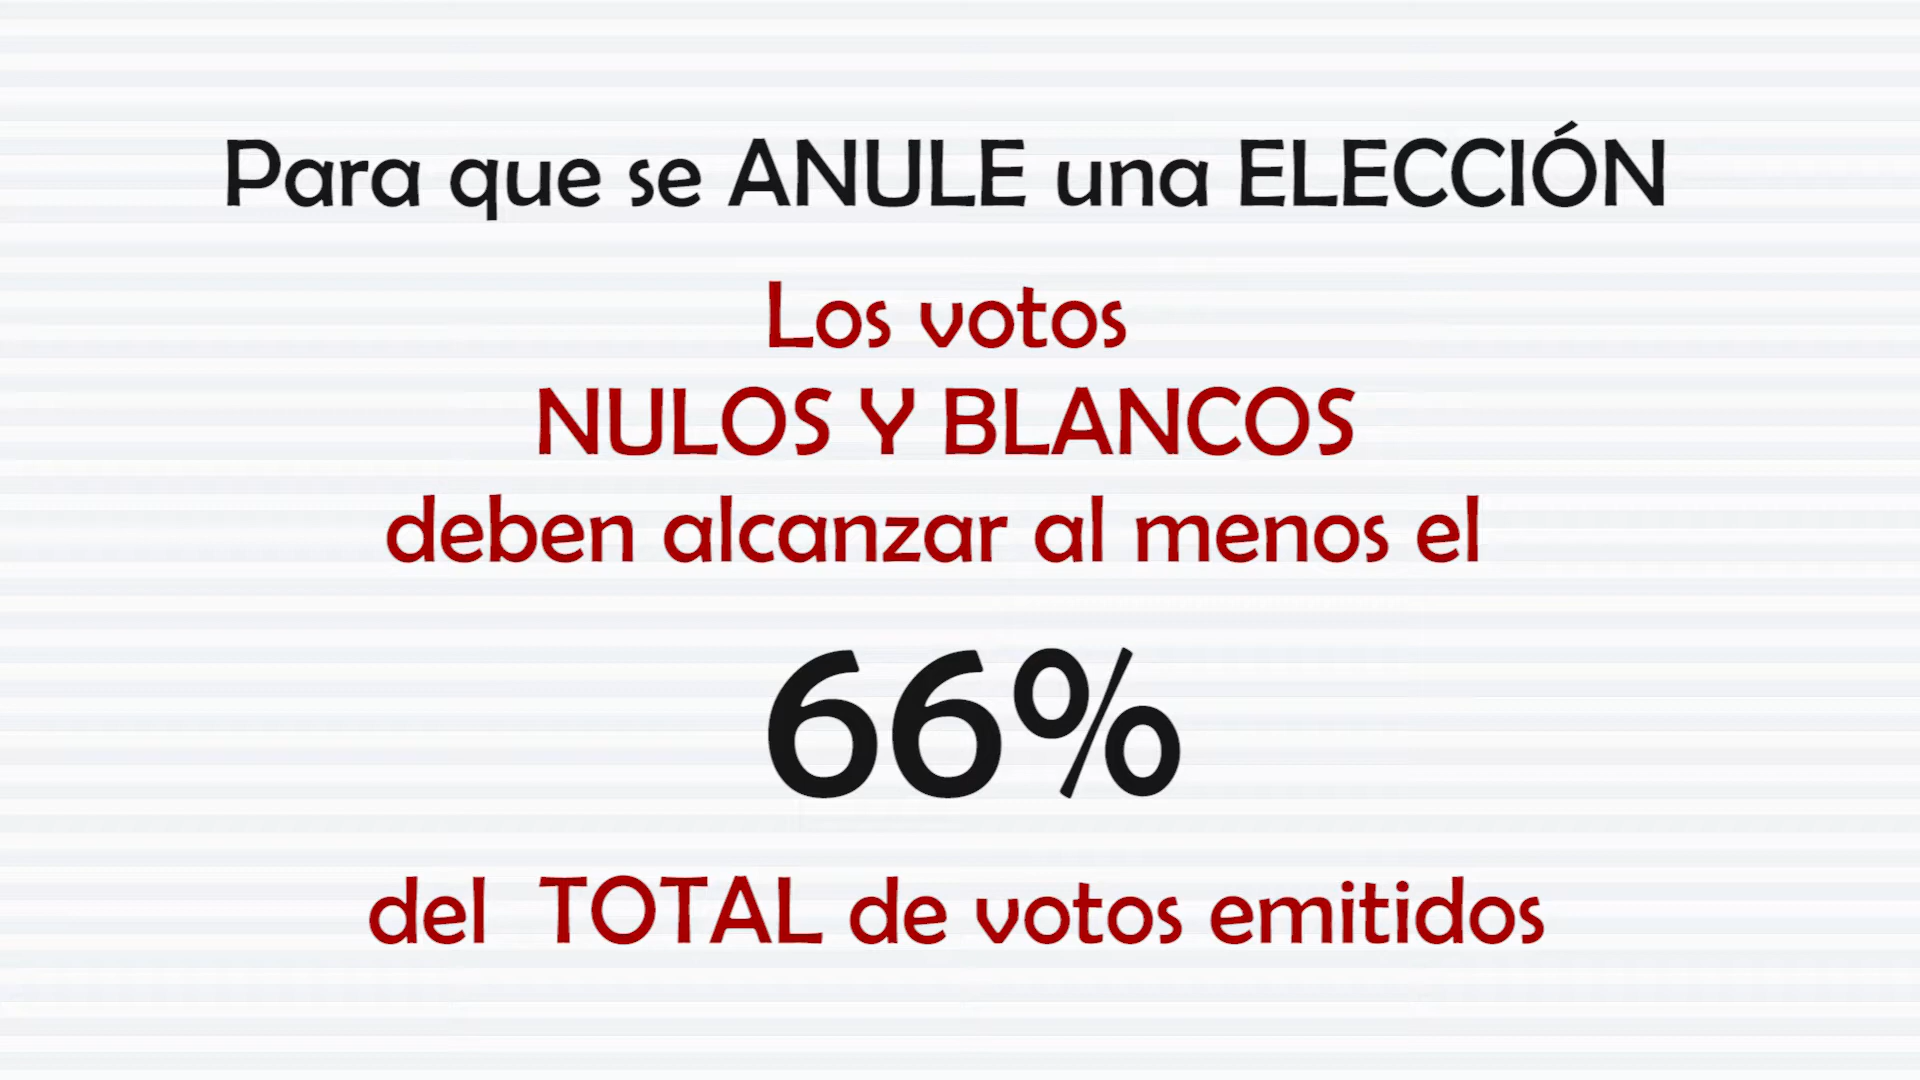 Para que se ANULE una ELECCIÓN
Los votos
NULOS Y BLANCOS
deben alcanzar al menos el
66%
del TOTAL de votos emitidos